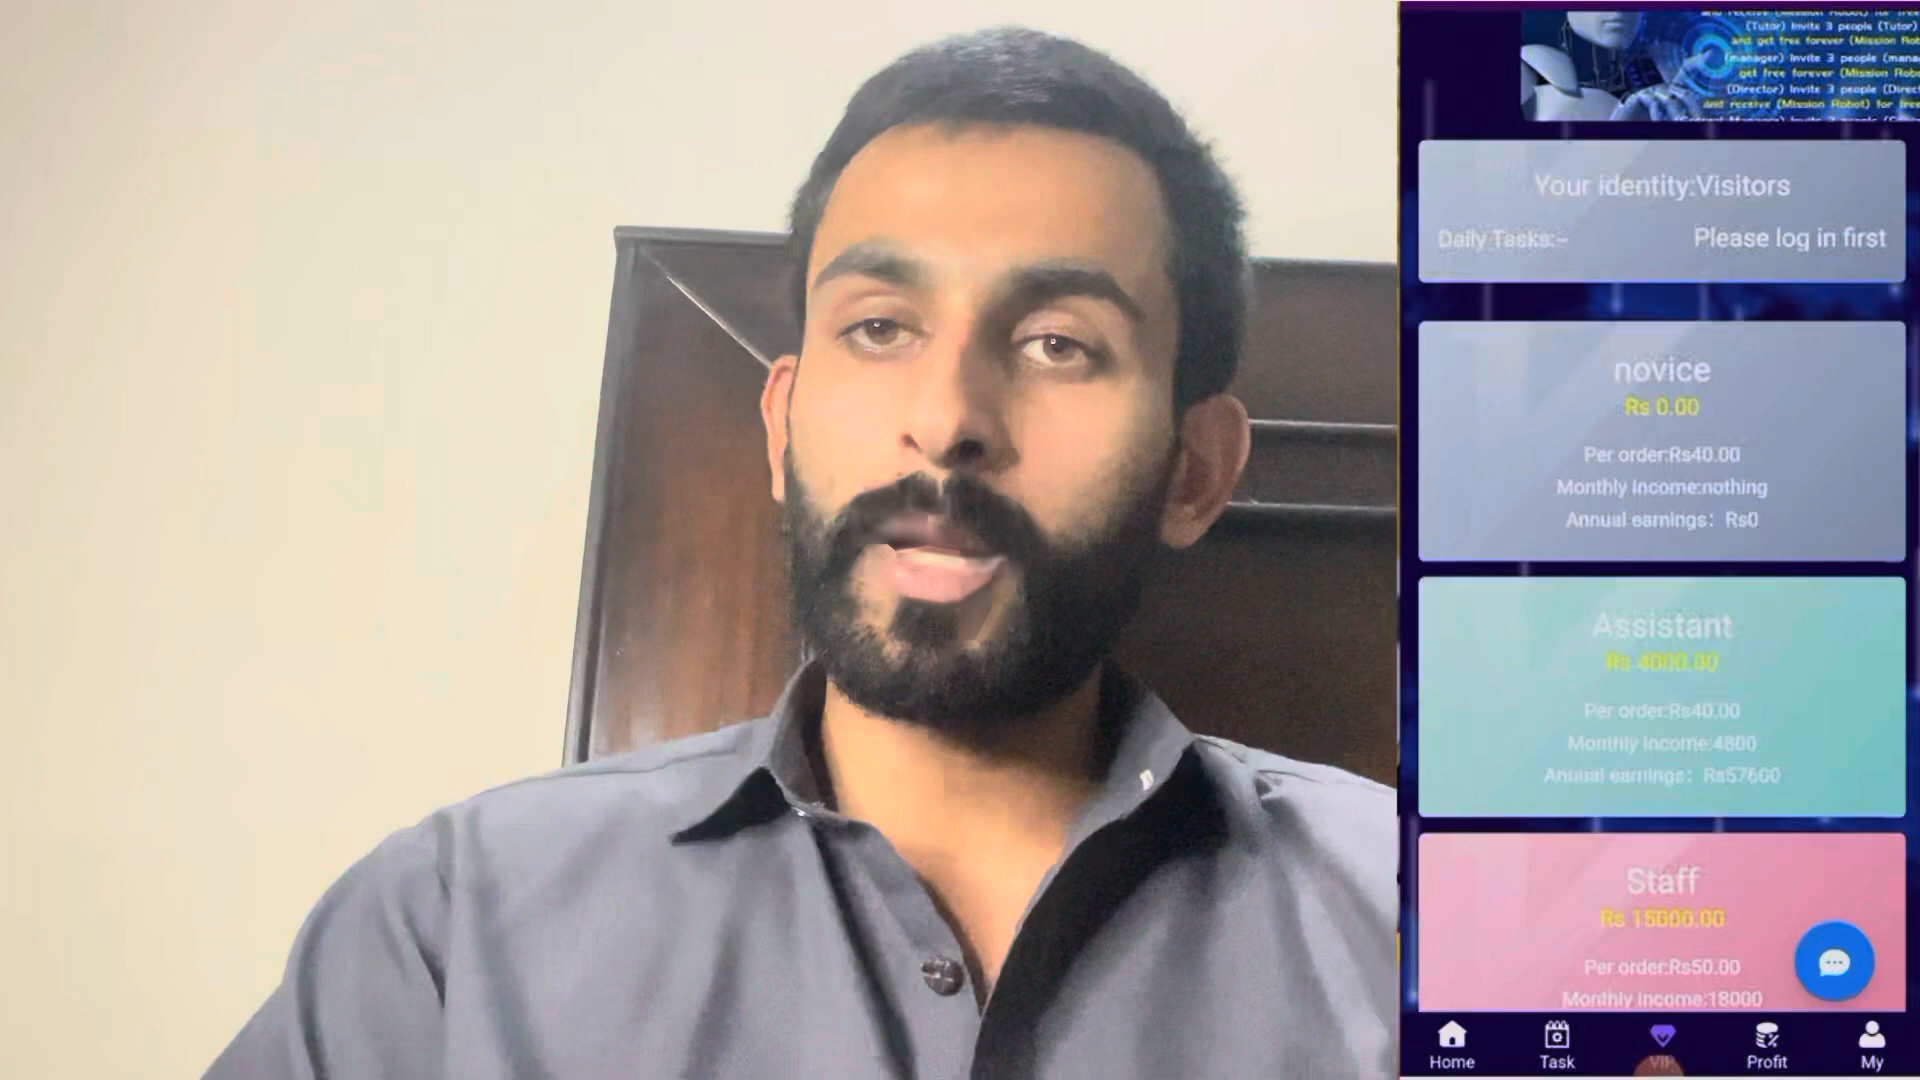 (Tutor) Invite 3 people (Tutor)
and get free forever (Mission Rob
(manager) Invite 3 people (mana
get free forever (Mission Robo
(Director) Invite 3 people (Direct
and receive (Mission Robot) for free
Your identity:Visitors
Daily Tasks:-
Please log in first
novice
Rs 0.00
Per order:Rs40.00
Monthly Income:nothing
Annual earnings: Rs0
Assistant
Rs 4000.00
Per order:Rs40.00
Monthly Income:4800
Annual earnings: Rs57600
Staff
Rs 15000.00
Per order:Rs50.00
Monthly Income:18000
Home
Task
VIP
Profit
My